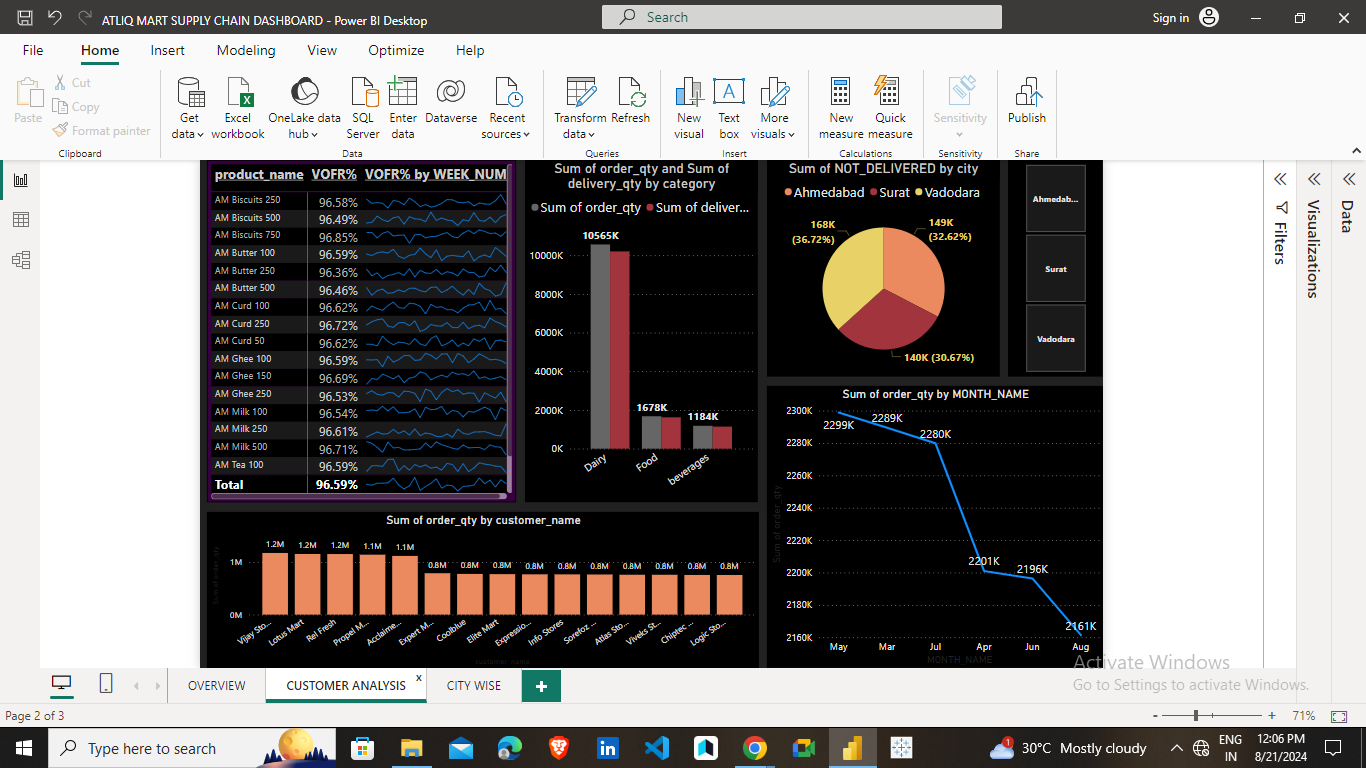 ATLIQ MART SUPPLY CHAIN DASHBOARD - Power BI Desktop
Search
Sign in
File Home Insert Modeling View Optimize Help
Paste
Cut
Copy
Format painter
Clipboard
Get data
Excel workbook
OneLake data hub
SQL Server
Enter data
Dataverse
Recent sources
Data
Transform data
Refresh
Queries
New visual
Text box
More visuals
Insert
New measure
Quick measure
Calculations
Sensitivity
Sensitivity
Publish
Share
product_name VOFR% VOFR% by WEEK_NUM
AM Biscuits 250 96.58%
AM Biscuits 500 96.49%
AM Biscuits 750 96.85%
AM Butter 100 96.59%
AM Butter 250 96.36%
AM Butter 500 96.46%
AM Curd 100 96.62%
AM Curd 250 96.72%
AM Curd 50 96.62%
AM Ghee 100 96.59%
AM Ghee 150 96.69%
AM Ghee 250 96.53%
AM Milk 100 96.54%
AM Milk 250 96.61%
AM Milk 500 96.71%
AM Tea 100 96.59%
Total 96.59%
Sum of order_qty and Sum of
delivery_qty by category
Sum of order_qty Sum of deliver...
10565K
10000K
8000K
6000K
4000K
2000K
0K
1678K
1184K
Dairy Food beverages
Sum of NOT_DELIVERED by city
Ahmedabad Surat Vadodara
168K
(36.72%)
149K
(32.62%)
140K (30.67%)
Ahmedab...
Surat
Vadodara
Sum of order_qty by customer_name
Sum of order_qty
1M
0M
1.2M 1.2M 1.2M 1.1M 1.1M 0.8M 0.8M 0.8M 0.8M 0.8M 0.8M 0.8M 0.8M 0.8M 0.8M
Vijay Sto... Lotus Mart Rel Fresh Propel M... Acclaime... Expert M... Coolblue Elite Mart Expressio... Info Stores Sorefoz ... Atlas Sto... Viveks St... Chiptec ... Logic Sto...
customer_name
Sum of order_qty by MONTH_NAME
Sum of order_qty
2300K
2280K
2260K
2240K
2220K
2200K
2180K
2160K
2299K
2289K
2280K
2201K
2196K
2161K
May Mar Jul Apr Jun Aug
MONTH_NAME
Filters
Visualizations
Data
Activate Windows
Go to Settings to activate Windows.
OVERVIEW CUSTOMER ANALYSIS x CITY WISE +
Page 2 of 3
- + 71%
Type here to search
1
30°C Mostly cloudy
ENG
IN
12:06 PM
8/21/2024